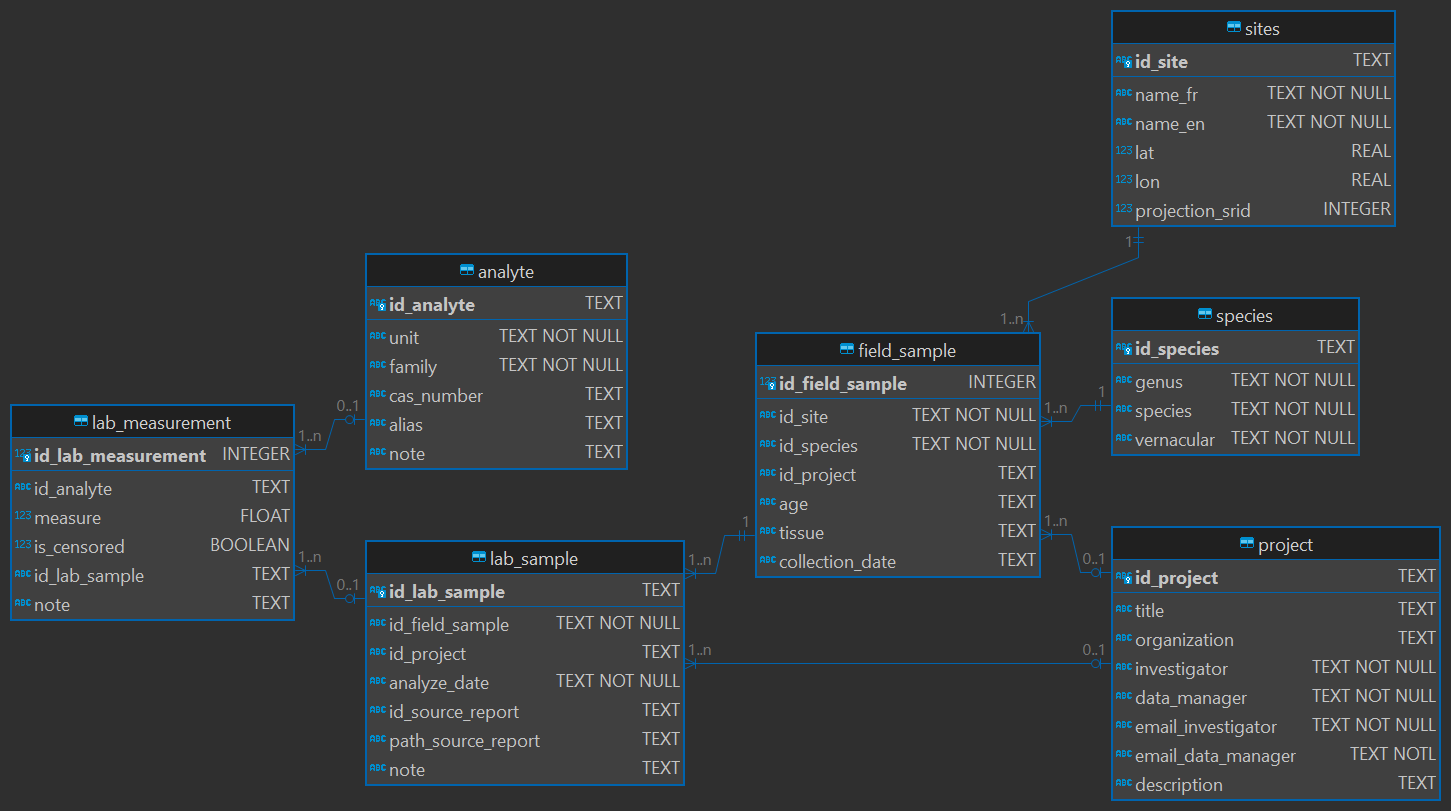 sites
id_site TEXT
name_fr TEXT NOT NULL
name_en TEXT NOT NULL
lat REAL
lon REAL
projection_srid INTEGER
1
1..n
analyte
id_analyte TEXT
unit TEXT NOT NULL
family TEXT NOT NULL
cas_number TEXT
alias TEXT
note TEXT
species
id_species TEXT
genus TEXT NOT NULL
species TEXT NOT NULL
vernacular TEXT NOT NULL
field_sample
id_field_sample INTEGER
id_site TEXT NOT NULL
id_species TEXT NOT NULL
id_project TEXT
age TEXT
tissue TEXT
collection_date TEXT
1..n
1
1..n
0..1
lab_measurement
id_lab_measurement INTEGER
id_analyte TEXT
measure FLOAT
is_censored BOOLEAN
id_lab_sample TEXT
note TEXT
1..n
0..1
1..n
0..1
lab_sample
id_lab_sample TEXT
id_field_sample TEXT NOT NULL
id_project TEXT
analyze_date TEXT NOT NULL
id_source_report TEXT
path_source_report TEXT
note TEXT
1..n
1
1..n
0..1
project
id_project TEXT
title TEXT
organization TEXT
investigator TEXT NOT NULL
data_manager TEXT NOT NULL
email_investigator TEXT NOT NULL
email_data_manager TEXT NOTL
description TEXT